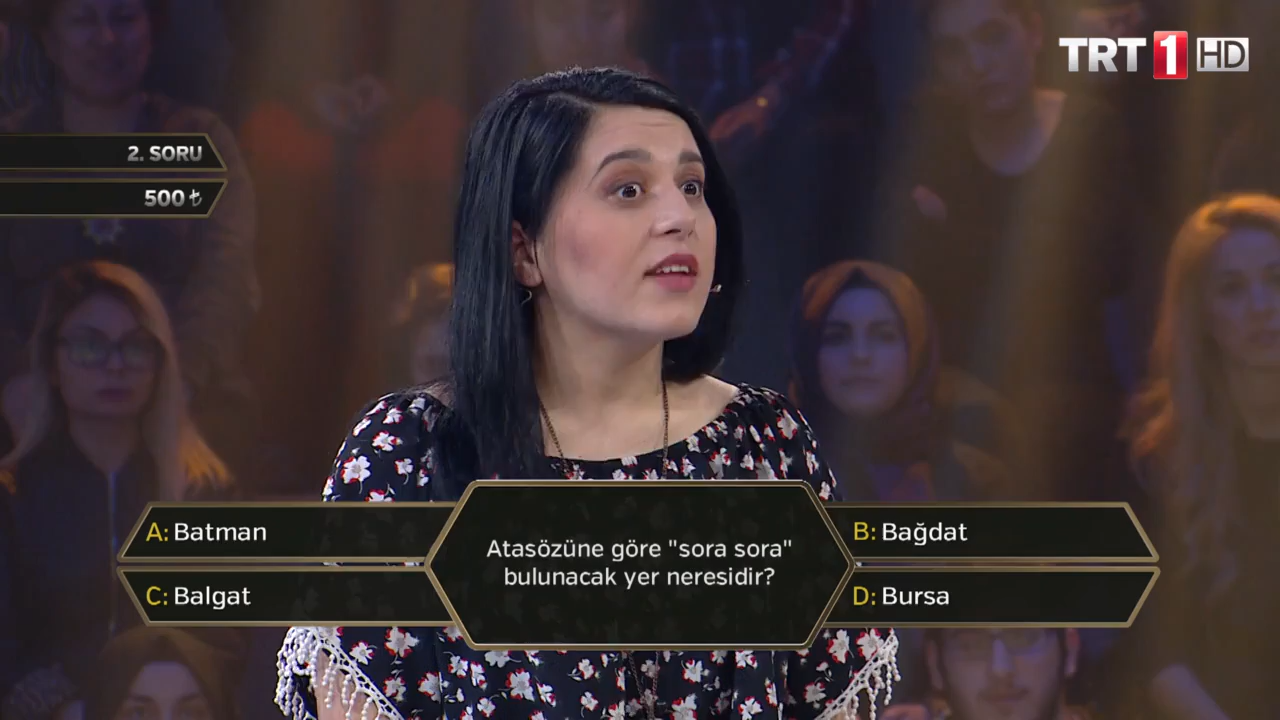 TRT 1 HD
2. SORU
500₺
Atasözüne göre "sora sora"
bulunacak yer neresidir?
A: Batman
B: Bağdat
C: Balgat
D: Bursa